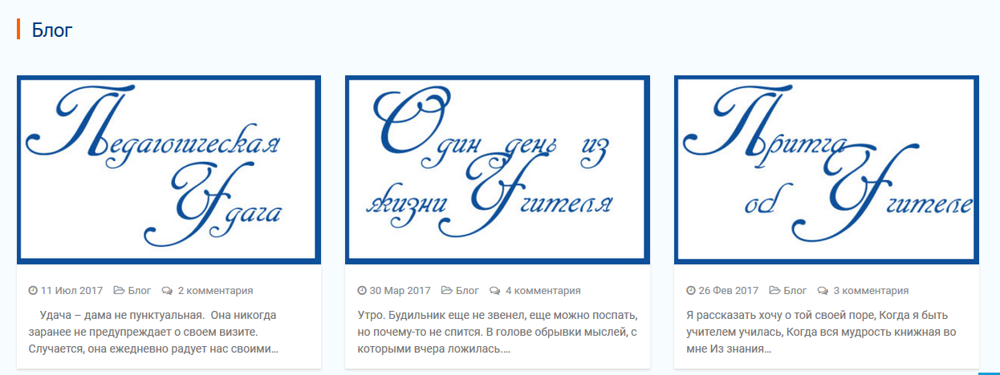 Блог
Педагогическая
Удача
Один день из
жизни Учителя
Притча
об Учителе
11 Июл 2017 Блог 2 комментария
Удача – дама не пунктуальная. Она никогда
заранее не предупреждает о своем визите.
Случается, она ежедневно радует нас своими…
30 Мар 2017 Блог 4 комментария
Утро. Будильник еще не звенел, еще можно поспать,
но почему-то не спится. В голове обрывки мыслей, с
которыми вчера ложилась.…
26 Фев 2017 Блог 3 комментария
Я рассказать хочу о той своей поре, Когда я быть
учителем училась, Когда вся мудрость книжная во
мне Из знания…